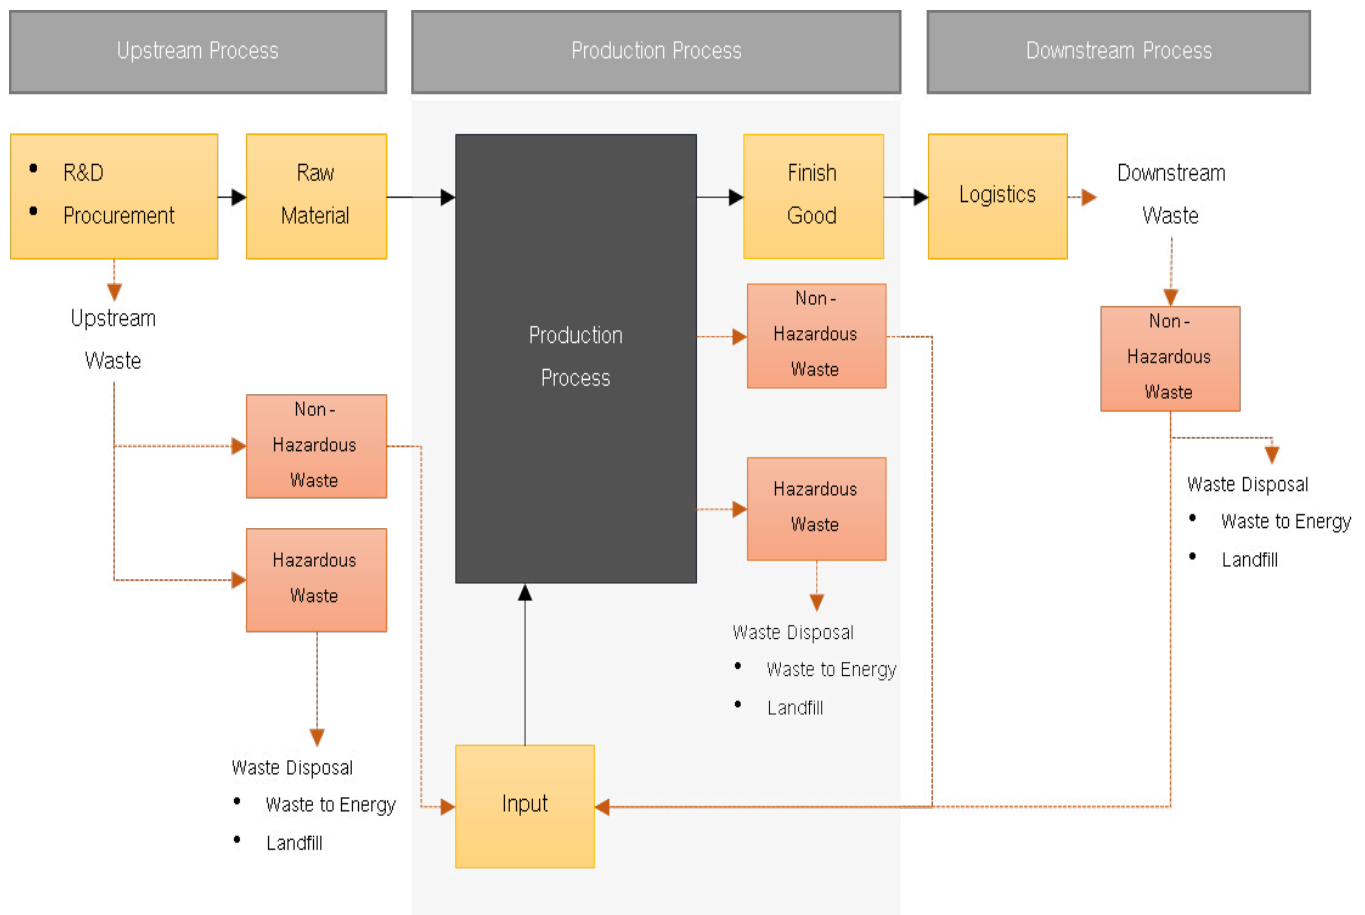 Upstream Process
Production Process
Downstream Process
• R&D
• Procurement
Raw
Material
Finish
Good
Logistics
Downstream
Waste
Upstream
Waste
Production
Process
Non -
Hazardous
Waste
Non -
Hazardous
Waste
Non -
Hazardous
Waste
Hazardous
Waste
Hazardous
Waste
Waste Disposal
• Waste to Energy
• Landfill
Waste Disposal
• Waste to Energy
• Landfill
Waste Disposal
• Waste to Energy
• Landfill
Input